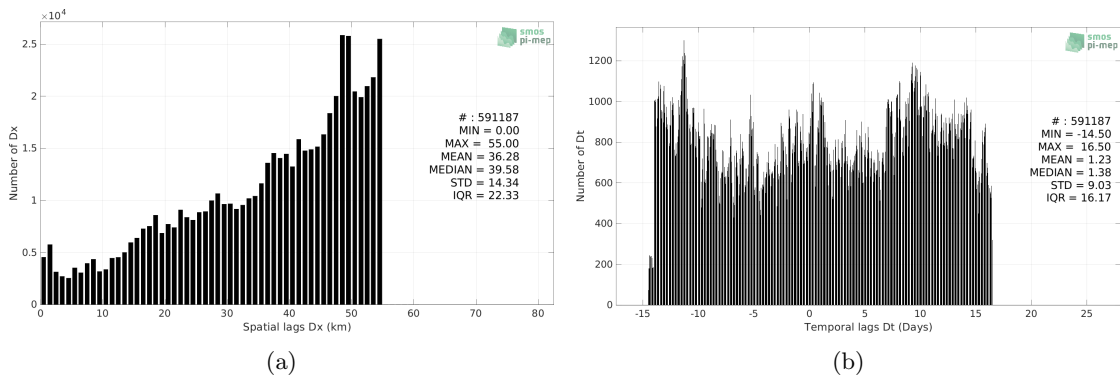 ×10⁴
2.5
2
1.5
1
0.5
0
0 10 20 30 40 50 60 70 80
Number of Dx
Spatial lags Dx (km)
smos
pi-mep
# : 591187
MIN = 0.00
MAX = 55.00
MEAN = 36.28
MEDIAN = 39.58
STD = 14.34
IQR = 22.33
(a)
1200
1000
800
600
400
200
0
-15 -10 -5 0 5 10 15 20 25
Number of Dt
Temporal lags Dt (Days)
smos
pi-mep
# : 591187
MIN = -14.50
MAX = 16.50
MEAN = 1.23
MEDIAN = 1.38
STD = 9.03
IQR = 16.17
(b)